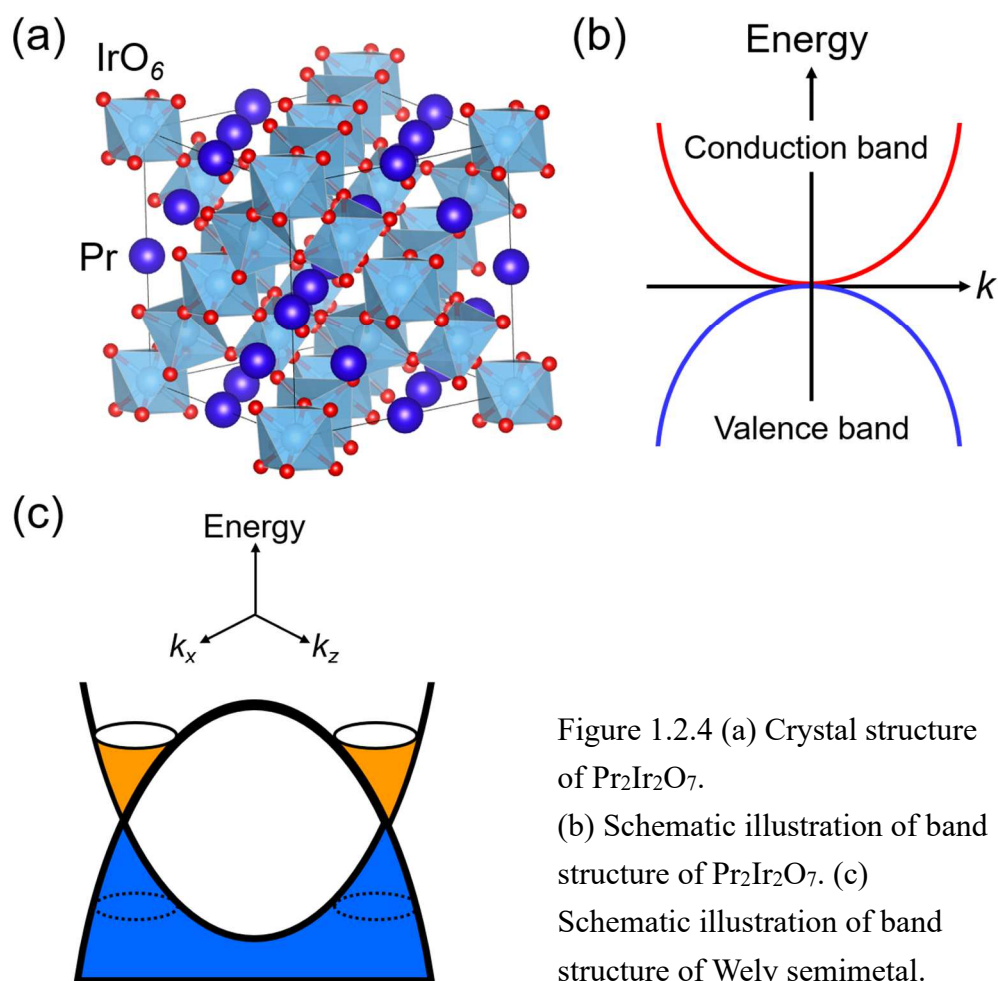 (a)
IrO₆
Pr
(b)
Energy
Conduction band
k
Valence band
(c)
Energy
kₓ
k_z
Figure 1.2.4 (a) Crystal structure
of Pr₂Ir₂O₇.
(b) Schematic illustration of band
structure of Pr₂Ir₂O₇. (c)
Schematic illustration of band
structure of Wely semimetal.